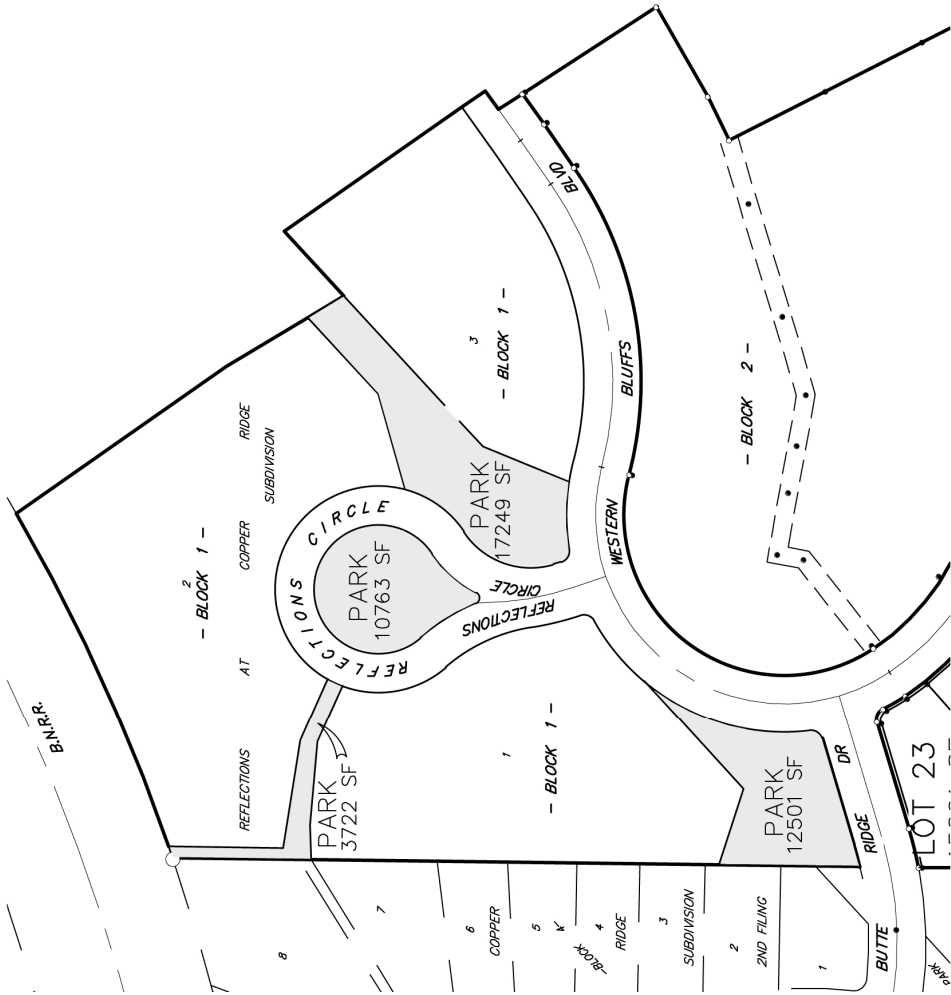 BLVD
3
- BLOCK 1 -
BLUFFS
- BLOCK 2 -
WESTERN
RIDGE
SUBDIVISION
COPPER
AT
REFLECTIONS
2
- BLOCK 1 -
B.N.R.R.
REFLECTIONS CIRCLE
PARK
17249 SF
PARK
10763 SF
REFLECTIONS
CIRCLE
PARK
3722 SF
1
- BLOCK 1 -
PARK
12501 SF
DR
RIDGE
BUTTE
LOT 23
8
7
6
COPPER
5
4
-BLOCK
RIDGE
3
SUBDIVISION
2
2ND FILING
1
PARK